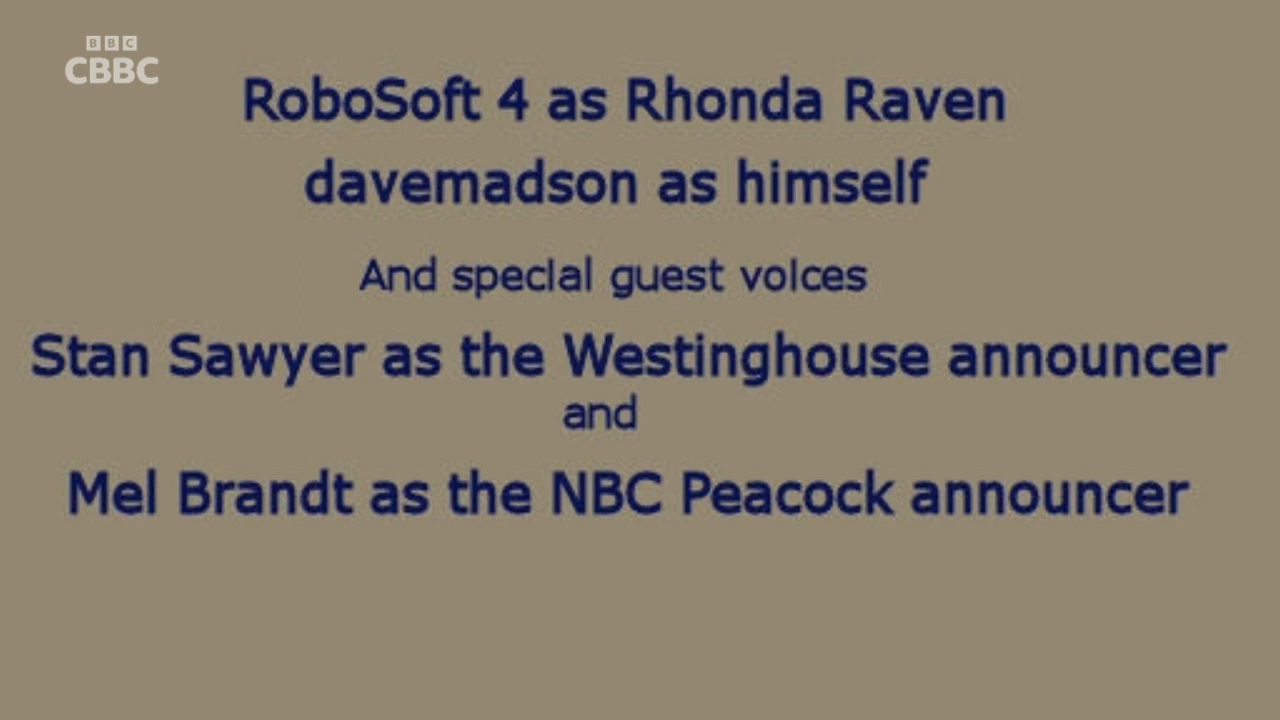 BBC
CBBC
RoboSoft 4 as Rhonda Raven
davemadson as himself
And special guest voices
Stan Sawyer as the Westinghouse announcer
and
Mel Brandt as the NBC Peacock announcer